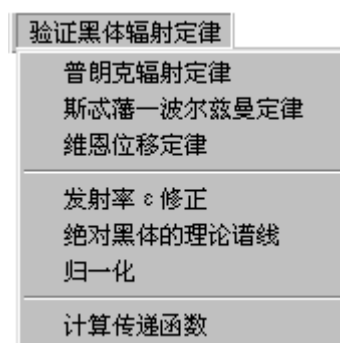 验证黑体辐射定律
普朗克辐射定律
斯忒藩一波尔兹曼定律
维恩位移定律
发射率ε修正
绝对黑体的理论谱线
归一化
计算传递函数